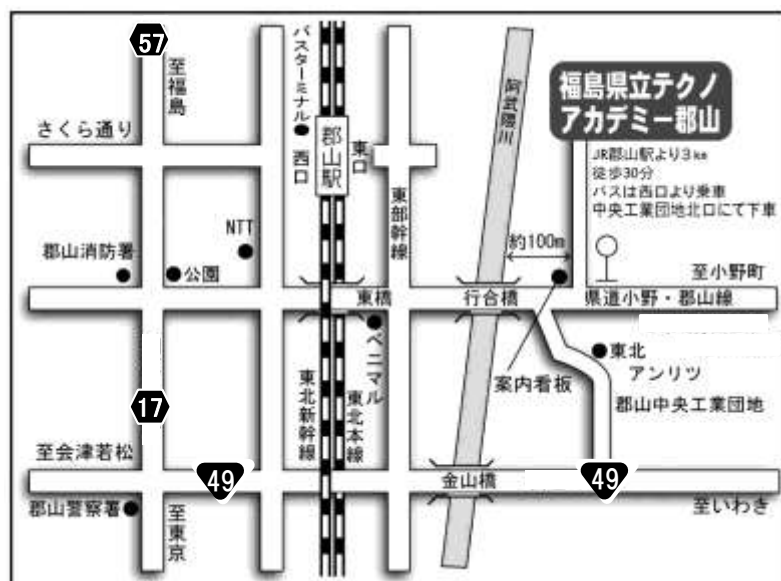 57
至福島
さくら通り
バスターミナル
西口
郡山駅
東口
東部幹線
阿武隈川
福島県立テクノ
アカデミー郡山
JR郡山駅より3㎞
徒歩30分
バスは西口より乗車
中央工業団地北口にて下車
NTT
郡山消防署
公園
約100m
至小野町
東橋
行合橋
県道小野・郡山線
ベニマル
東北新幹線
東北本線
案内看板
東北
アンリツ
郡山中央工業団地
17
至会津若松
49
金山橋
49
郡山警察署
至東京
至いわき